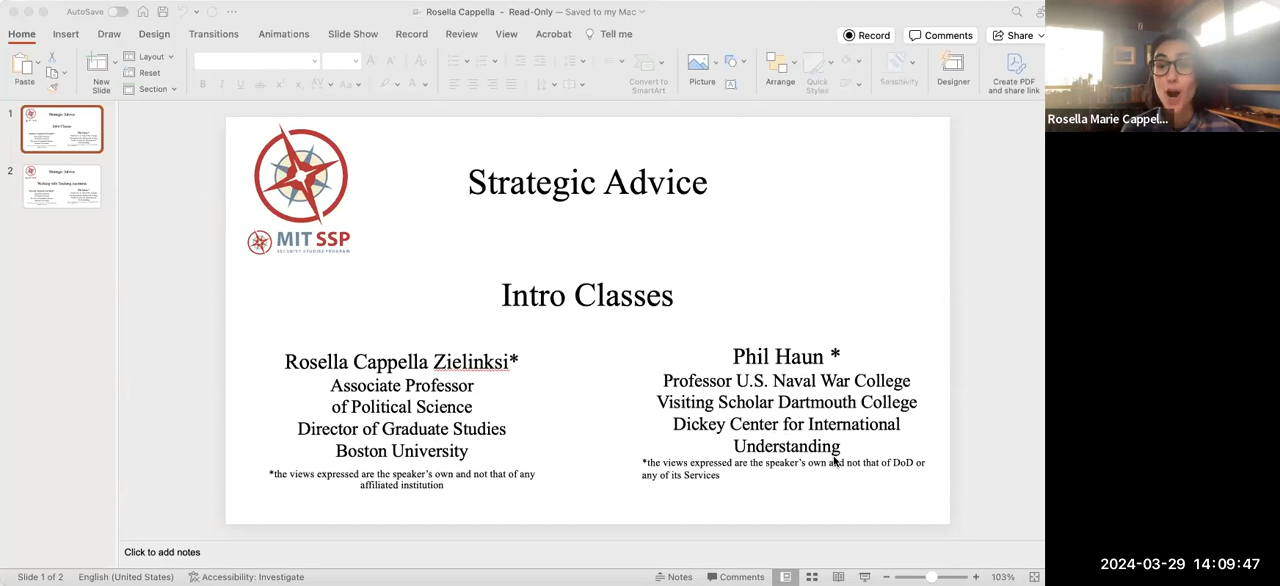 AutoSave
Rosella Cappella - Read-Only — Saved to my Mac
Home Insert Draw Design Transitions Animations Slide Show Record Review View Acrobat Tell me
Record Comments Share
Paste
New
Slide
Layout
Reset
Section
Convert to
SmartArt
Picture
Arrange
Quick
Styles
Sensitivity
Designer
Create PDF
and share link
Rosella Marie Cappel...
1
2
MIT SSP
SECURITY STUDIES PROGRAM
Strategic Advice
Intro Classes
Rosella Cappella Zielinksi*
Associate Professor
of Political Science
Director of Graduate Studies
Boston University
*the views expressed are the speaker's own and not that of any
affiliated institution
Phil Haun *
Professor U.S. Naval War College
Visiting Scholar Dartmouth College
Dickey Center for International
Understanding
*the views expressed are the speaker's own and not that of DoD or
any of its Services
Click to add notes
Slide 1 of 2 English (United States) Accessibility: Investigate
Notes Comments 103%
2024-03-29 14:09:47